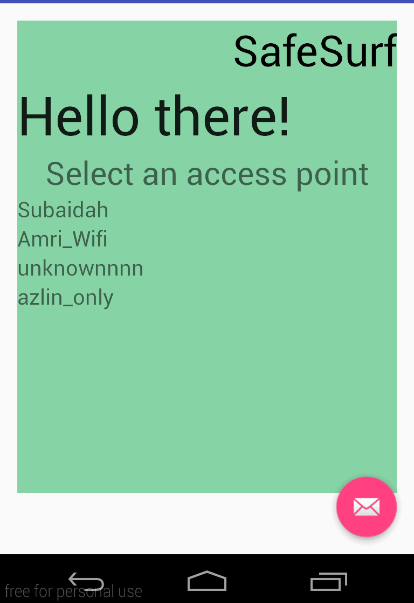 SafeSurf
Hello there!
Select an access point
Subaidah
Amri_Wifi
unknownnnn
azlin_only
free for personal use